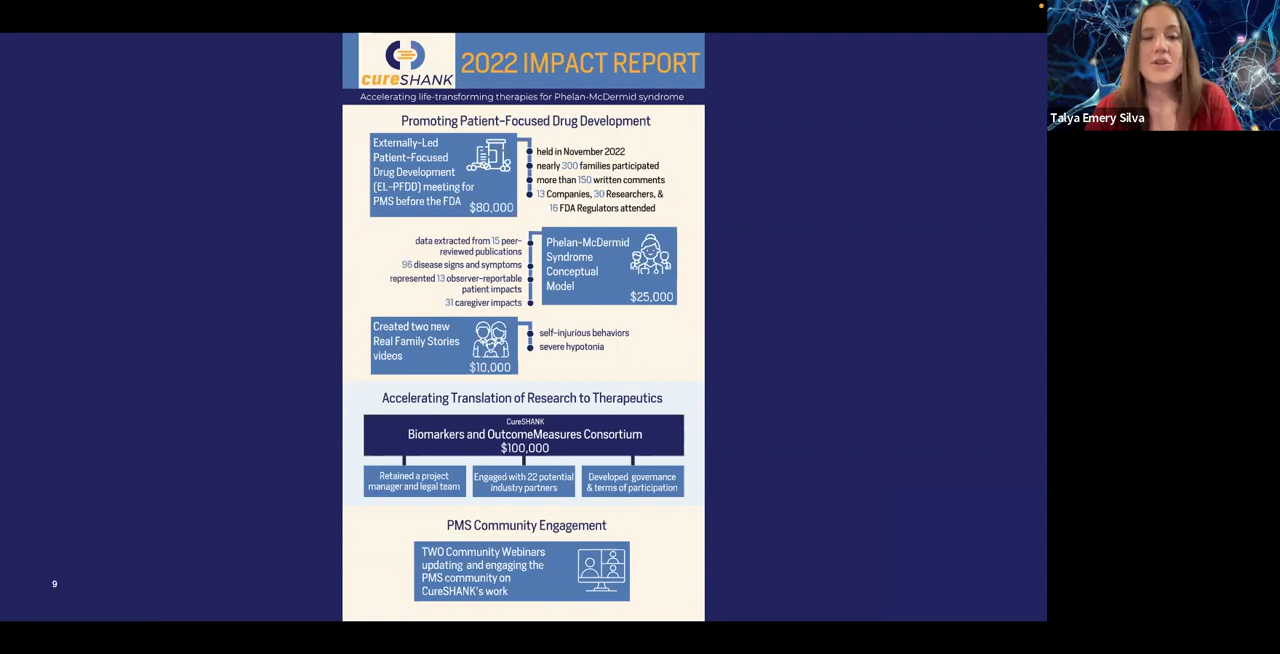 cureSHANK
2022 IMPACT REPORT
Accelerating life-transforming therapies for Phelan-McDermid syndrome
Promoting Patient-Focused Drug Development
Externally-Led
Patient-Focused
Drug Development
(EL-PFDD) meeting for
PMS before the FDA
$80,000
held in November 2022
nearly 300 families participated
more than 150 written comments
13 Companies, 30 Researchers, &
16 FDA Regulators attended
data extracted from 15 peer-
reviewed publications
96 disease signs and symptoms
represented 13 observer-reportable
patient impacts
31 caregiver impacts
Phelan-McDermid
Syndrome
Conceptual
Model
$25,000
Created two new
Real Family Stories
videos
$10,000
self-injurious behaviors
severe hypotonia
Accelerating Translation of Research to Therapeutics
CureSHANK
Biomarkers and OutcomeMeasures Consortium
$100,000
Retained a project
manager and legal team
Engaged with 22 potential
industry partners
Developed governance
& terms of participation
PMS Community Engagement
TWO Community Webinars
updating and engaging the
PMS community on
CureSHANK's work
9
Talya Emery Silva